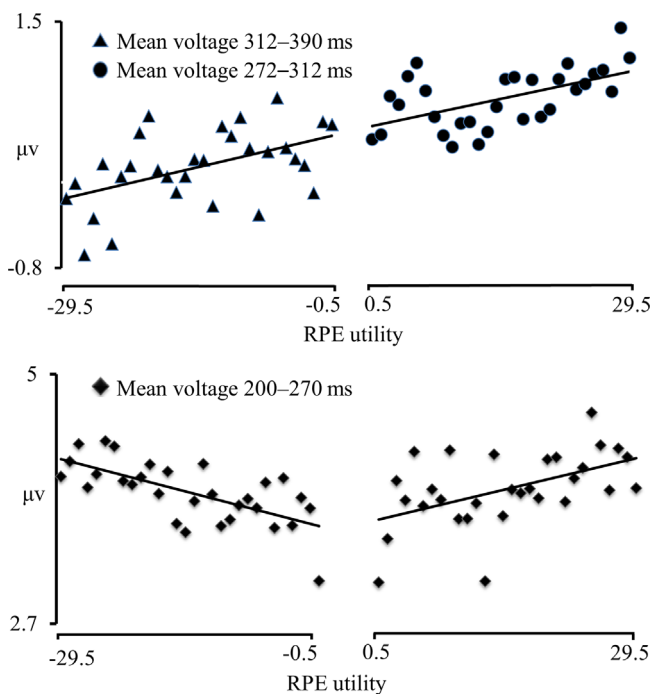 1.5
Mean voltage 312–390 ms
Mean voltage 272–312 ms
μv
-0.8
-29.5 -0.5 0.5 29.5
RPE utility
5
Mean voltage 200–270 ms
μv
2.7
-29.5 -0.5 0.5 29.5
RPE utility